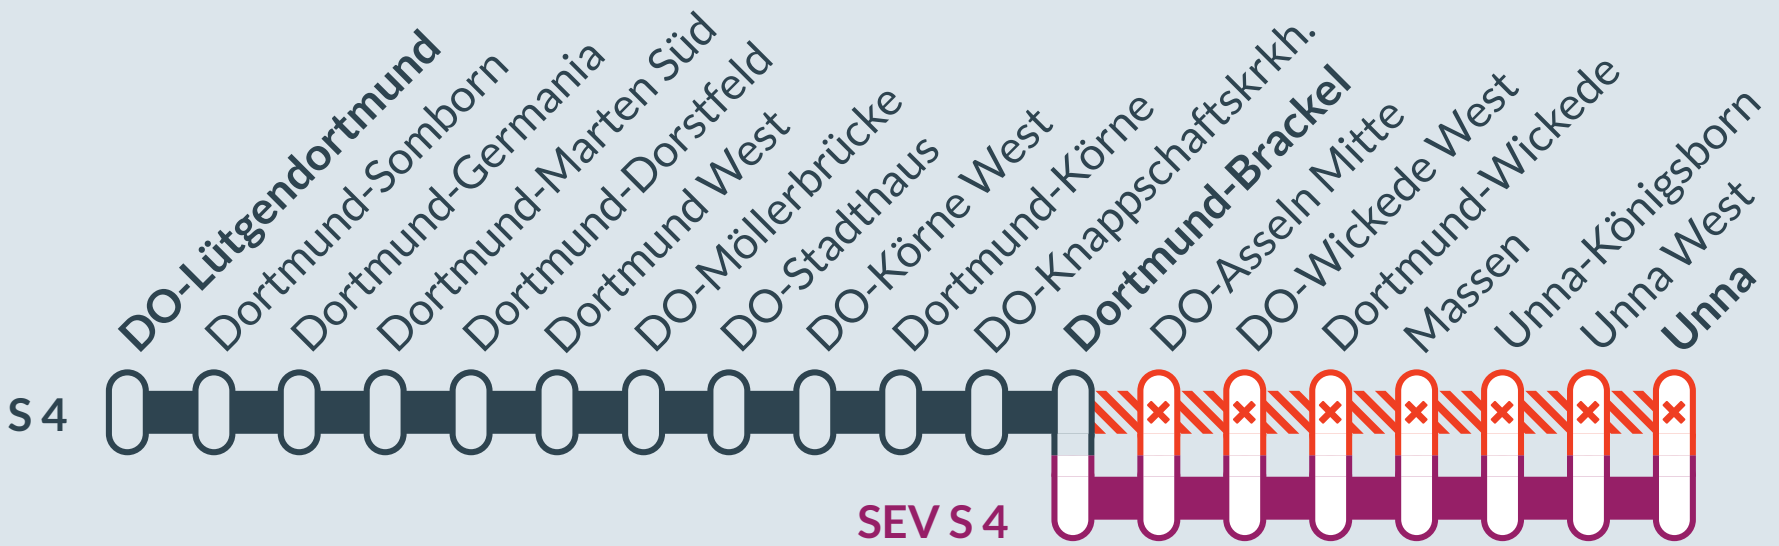 DO-Lütgendortmund
Dortmund-Somborn
Dortmund-Germania
Dortmund-Marten Süd
Dortmund-Dorstfeld
Dortmund West
DO-Möllerbrücke
DO-Stadthaus
DO-Körne West
Dortmund-Körne
DO-Knappschaftskrkh.
Dortmund-Brackel
DO-Asseln Mitte
DO-Wickede West
Dortmund-Wickede
Massen
Unna-Königsborn
Unna West
Unna
S 4
SEV S 4